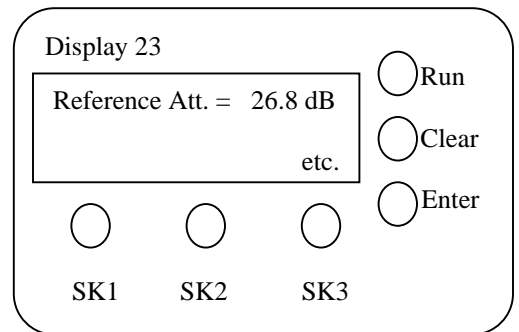 Display 23
Reference Att. = 26.8 dB
etc.
Run
Clear
Enter
SK1 SK2 SK3